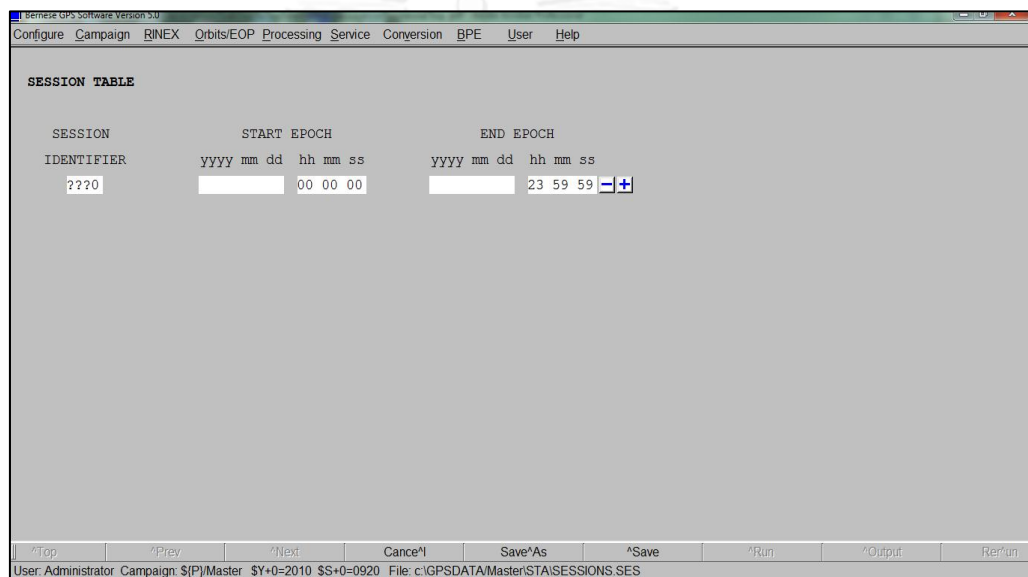 Bernese GPS Software Version 5.0
Configure Campaign RINEX Orbits/EOP Processing Service Conversion BPE User Help
SESSION TABLE
SESSION START EPOCH END EPOCH
IDENTIFIER yyyy mm dd hh mm ss yyyy mm dd hh mm ss
???0 00 00 00 23 59 59 − +
^Top ^Prev ^Next Cance^l Save^As ^Save ^Run ^Output Rer^un
User: Administrator Campaign: ${P}/Master $Y+0=2010 $S+0=0920 File: c:\GPSDATA/Master\STA\SESSIONS.SES